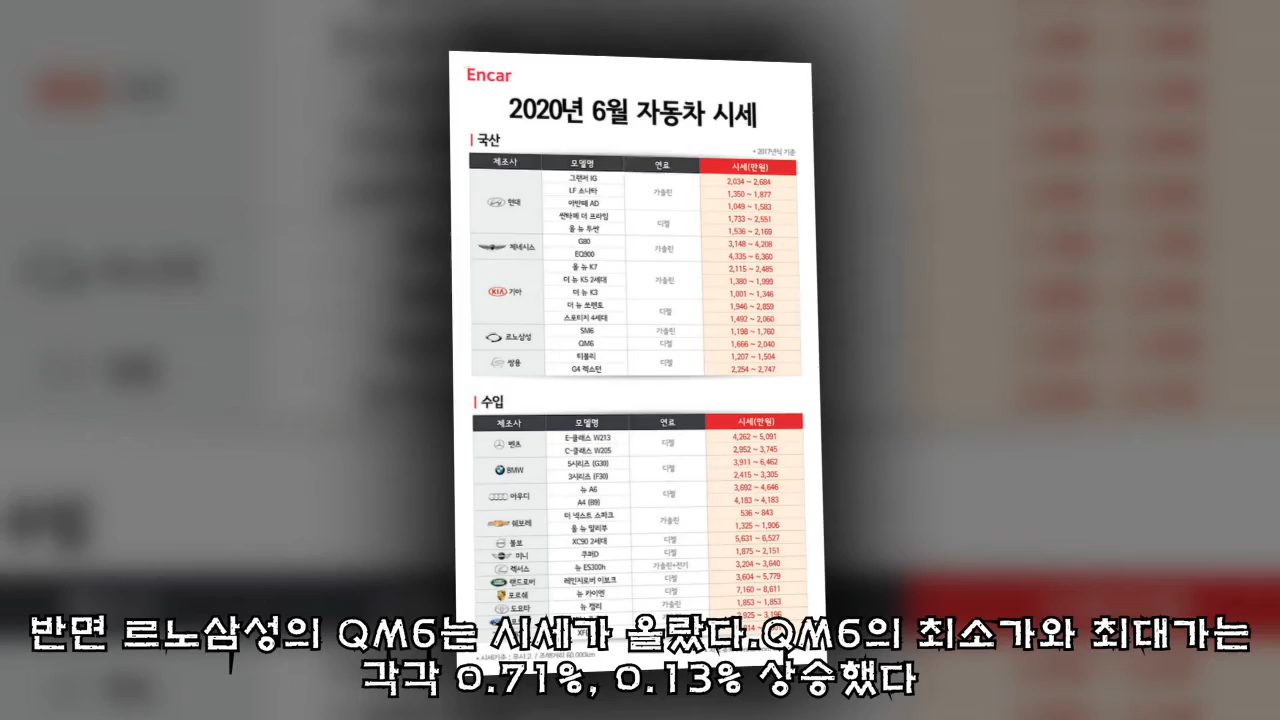 Encar
2020년 6월 자동차 시세
국산
* 2017년식 기준
제조사 모델명 연료 시세(만원)
현대 그랜저 IG 가솔린 2,034 ~ 2,684
LF 소나타 1,350 ~ 1,877
아반떼 AD 1,049 ~ 1,583
싼타페 더 프라임 디젤 1,733 ~ 2,551
올 뉴 투싼 1,536 ~ 2,169
제네시스 G80 가솔린 3,148 ~ 4,208
EQ900 4,335 ~ 6,360
KIA 기아 올 뉴 K7 가솔린 2,115 ~ 2,485
더 뉴 K5 2세대 1,380 ~ 1,999
더 뉴 K3 1,001 ~ 1,346
더 뉴 쏘렌토 디젤 1,946 ~ 2,859
스포티지 4세대 1,492 ~ 2,060
르노삼성 SM6 가솔린 1,198 ~ 1,760
QM6 디젤 1,666 ~ 2,040
쌍용 티볼리 디젤 1,207 ~ 1,504
G4 렉스턴 2,254 ~ 2,747
수입
제조사 모델명 연료 시세(만원)
벤츠 E-클래스 W213 디젤 4,262 ~ 5,091
C-클래스 W205 2,952 ~ 3,745
BMW 5시리즈 (G30) 디젤 3,911 ~ 6,462
3시리즈 (F30) 2,415 ~ 3,305
아우디 뉴 A6 디젤 3,692 ~ 4,646
A4 (B9) 4,183 ~ 4,183
쉐보레 더 넥스트 스파크 가솔린 536 ~ 843
올 뉴 말리부 1,325 ~ 1,906
볼보 XC90 2세대 디젤 5,631 ~ 6,527
미니 쿠퍼D 디젤 1,875 ~ 2,151
렉서스 뉴 ES300h 가솔린+전기 3,204 ~ 3,640
랜드로버 레인지로버 이보크 디젤 3,604 ~ 5,779
포르쉐 뉴 카이엔 디젤 7,160 ~ 8,611
도요타 뉴 캠리 가솔린 1,853 ~ 1,853
반면 르노삼성의 QM6는 시세가 올랐다.QM6의 최소가와 최대가는
각각 0.71%, 0.13% 상승했다